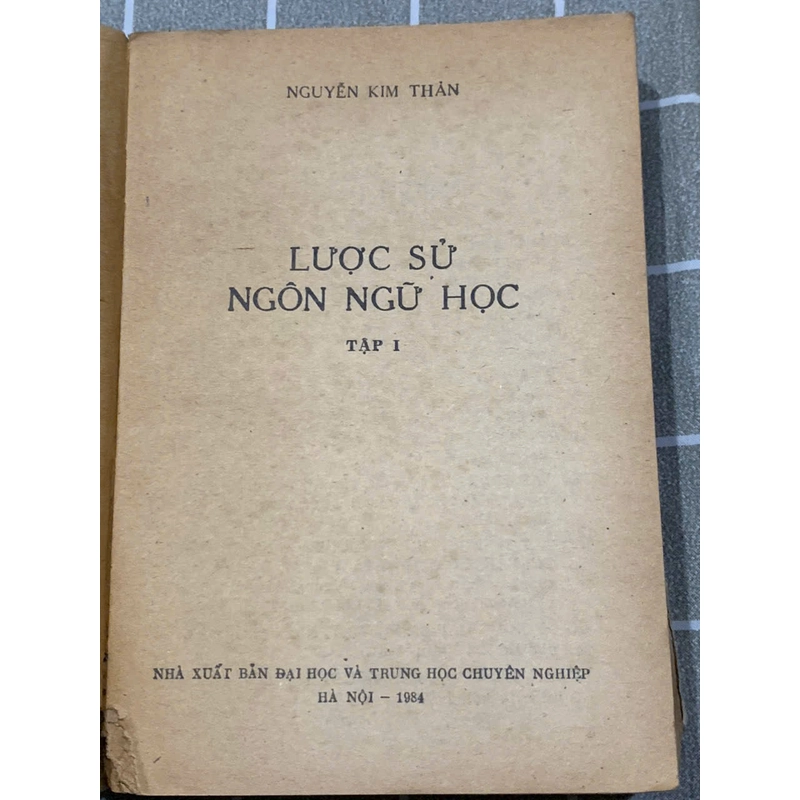 NGUYỄN KIM THẢN
LƯỢC SỬ
NGÔN NGỮ HỌC
TẬP I
NHÀ XUẤT BẢN ĐẠI HỌC VÀ TRUNG HỌC CHUYÊN NGHIỆP
HÀ NỘI – 1984